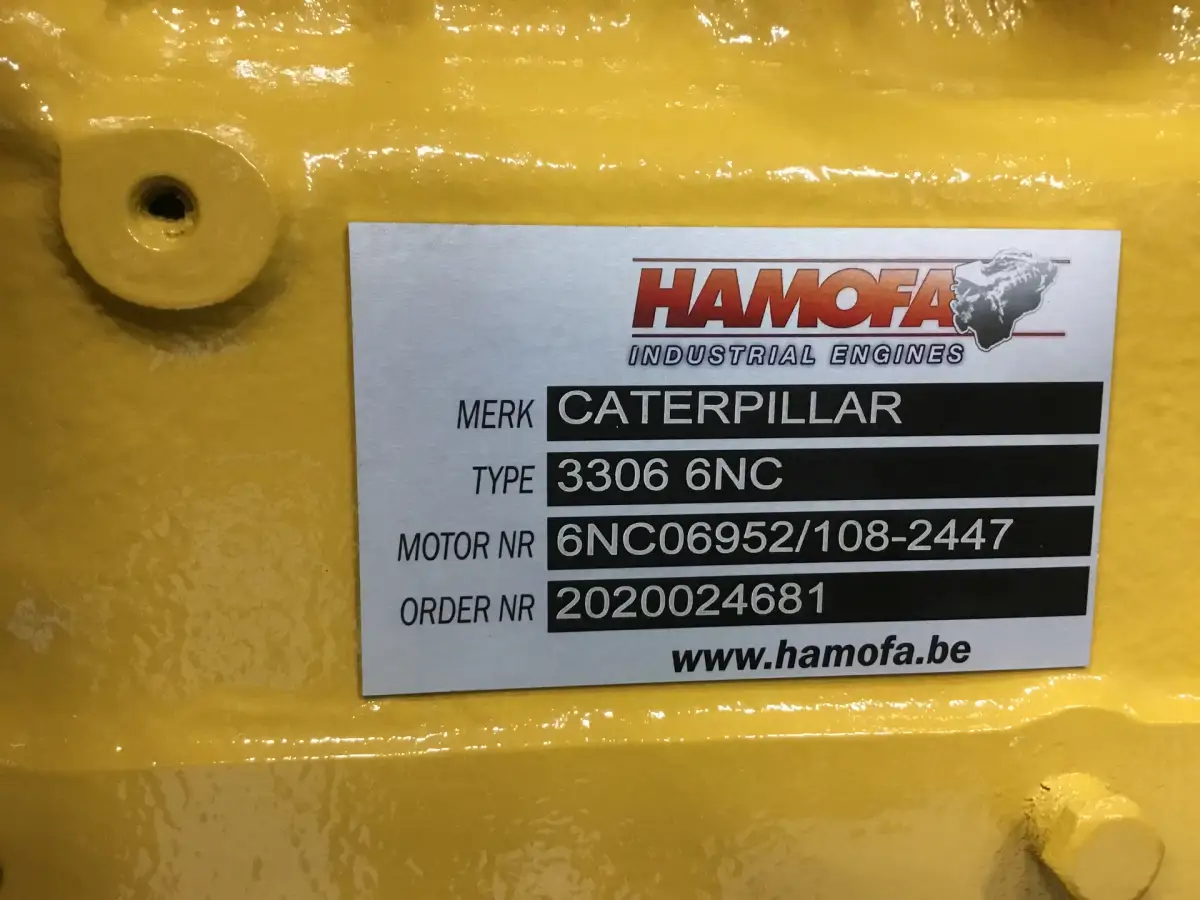 HAMOFA
INDUSTRIAL ENGINES
MERK CATERPILLAR
TYPE 3306 6NC
MOTOR NR 6NC06952/108-2447
ORDER NR 2020024681
www.hamofa.be